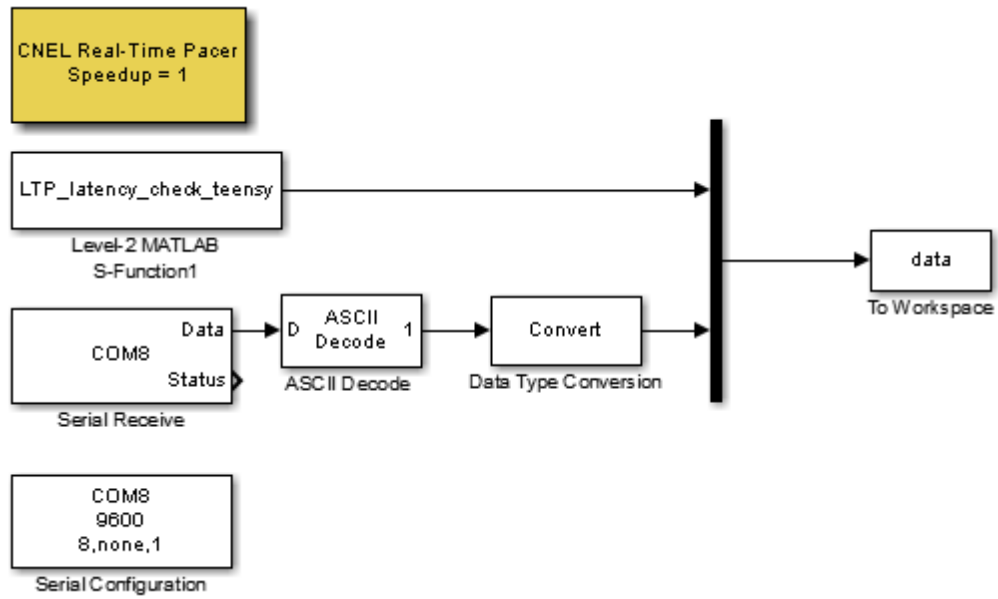 CNEL Real-Time Pacer
Speedup = 1
LTP_latency_check_teensy
Level-2 MATLAB
S-Function1
Data
COM8
Status
Serial Receive
D
ASCII
Decode
1
ASCII Decode
Convert
Data Type Conversion
data
To Workspace
COM8
9600
8,none,1
Serial Configuration